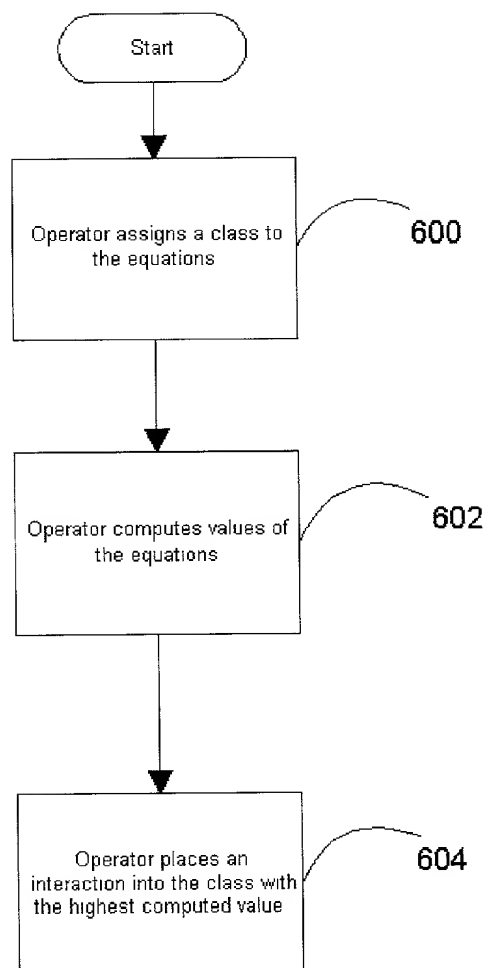 Start
Operator assigns a class to
the equations
600
Operator computes values of
the equations
602
Operator places an
interaction into the class with
the highest computed value
604